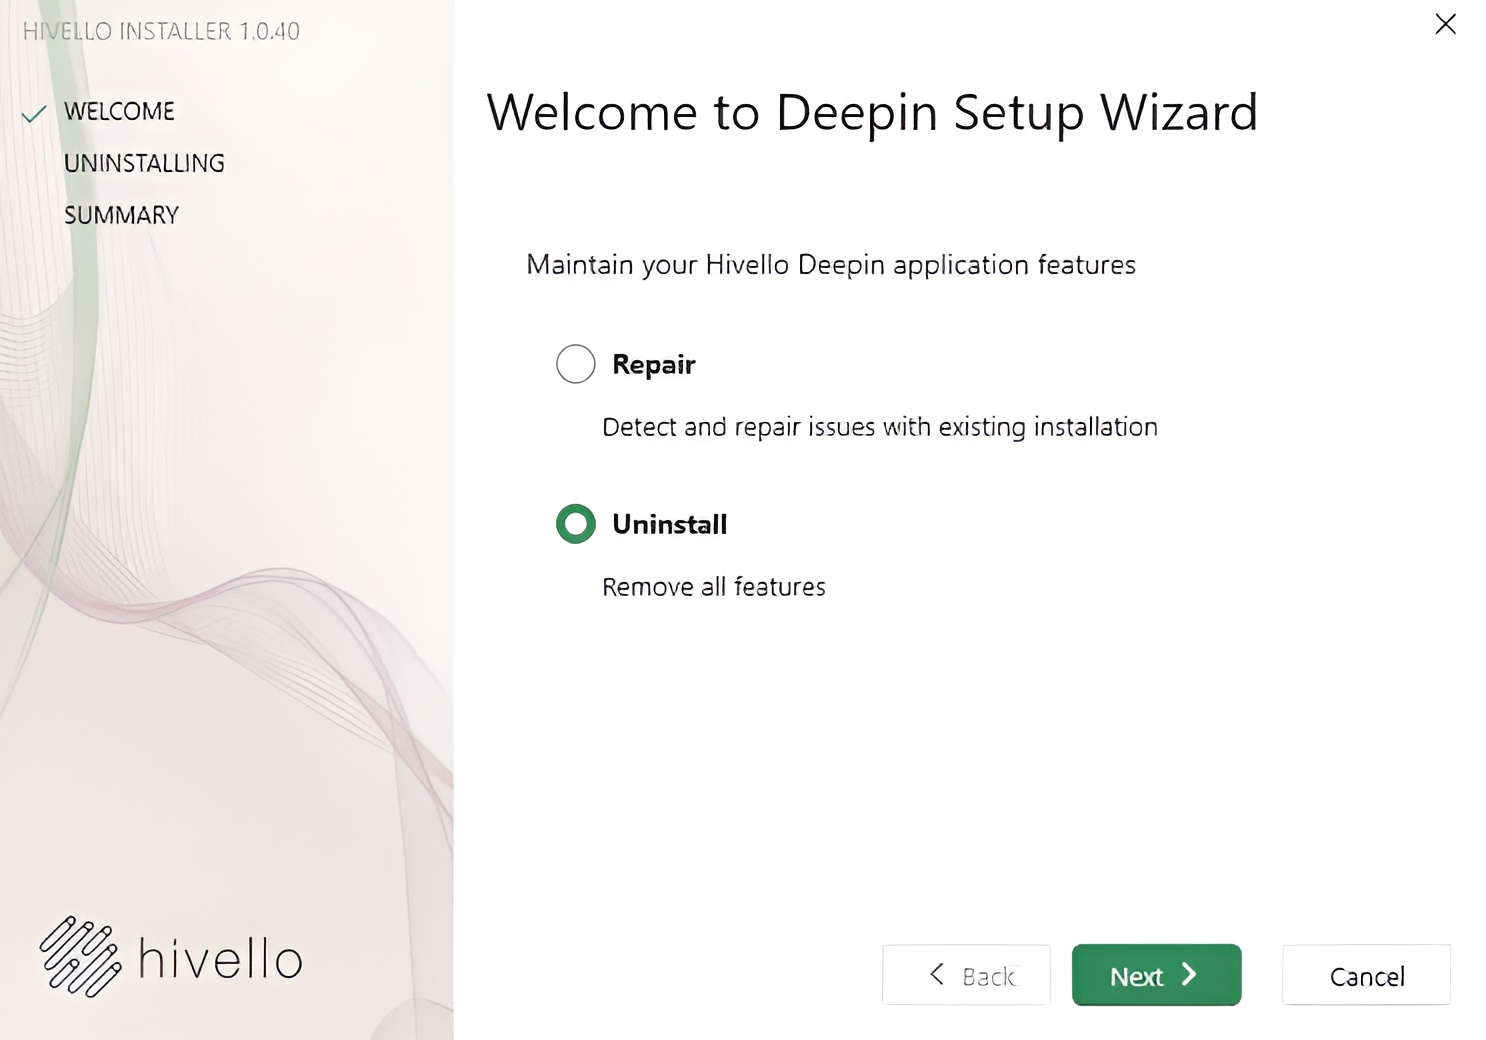 HIVELLO INSTALLER 1.0.40
WELCOME
UNINSTALLING
SUMMARY
hivello
Welcome to Deepin Setup Wizard
Maintain your Hivello Deepin application features
Repair
Detect and repair issues with existing installation
Uninstall
Remove all features
Back
Next
Cancel